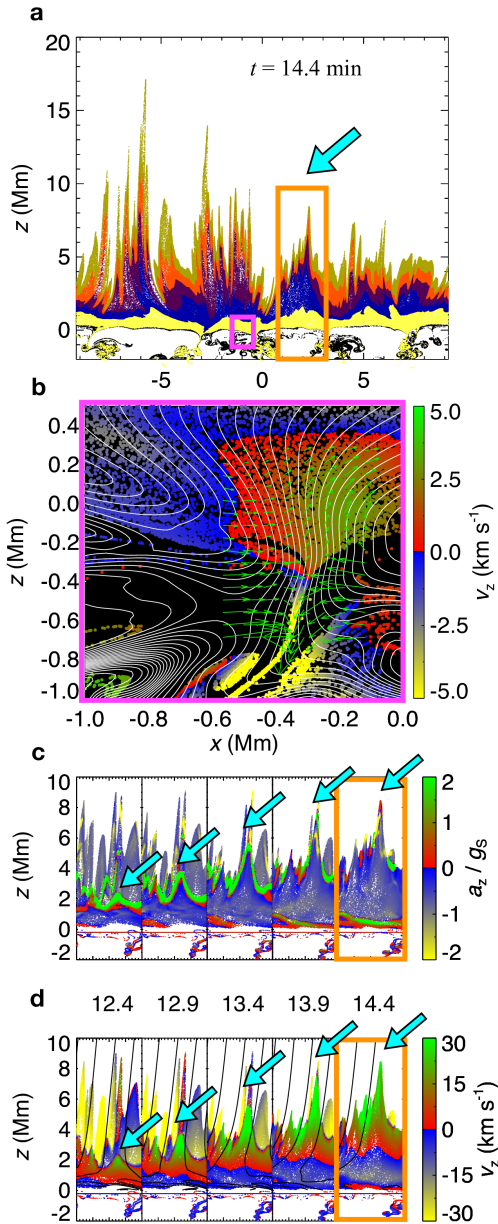 a
t = 14.4 min
20
15
10
5
0
z (Mm)
-5 0 5
b
0.4
0.2
0.0
-0.2
-0.4
-0.6
-0.8
-1.0
z (Mm)
-1.0 -0.8 -0.6 -0.4 -0.2 0.0
x (Mm)
5.0
2.5
0.0
-2.5
-5.0
vz (km s-1)
c
10
8
6
4
2
0
-2
z (Mm)
2
1
0
-1
-2
az / gS
d
12.4 12.9 13.4 13.9 14.4
10
8
6
4
2
0
-2
z (Mm)
30
15
0
-15
-30
vz (km s-1)